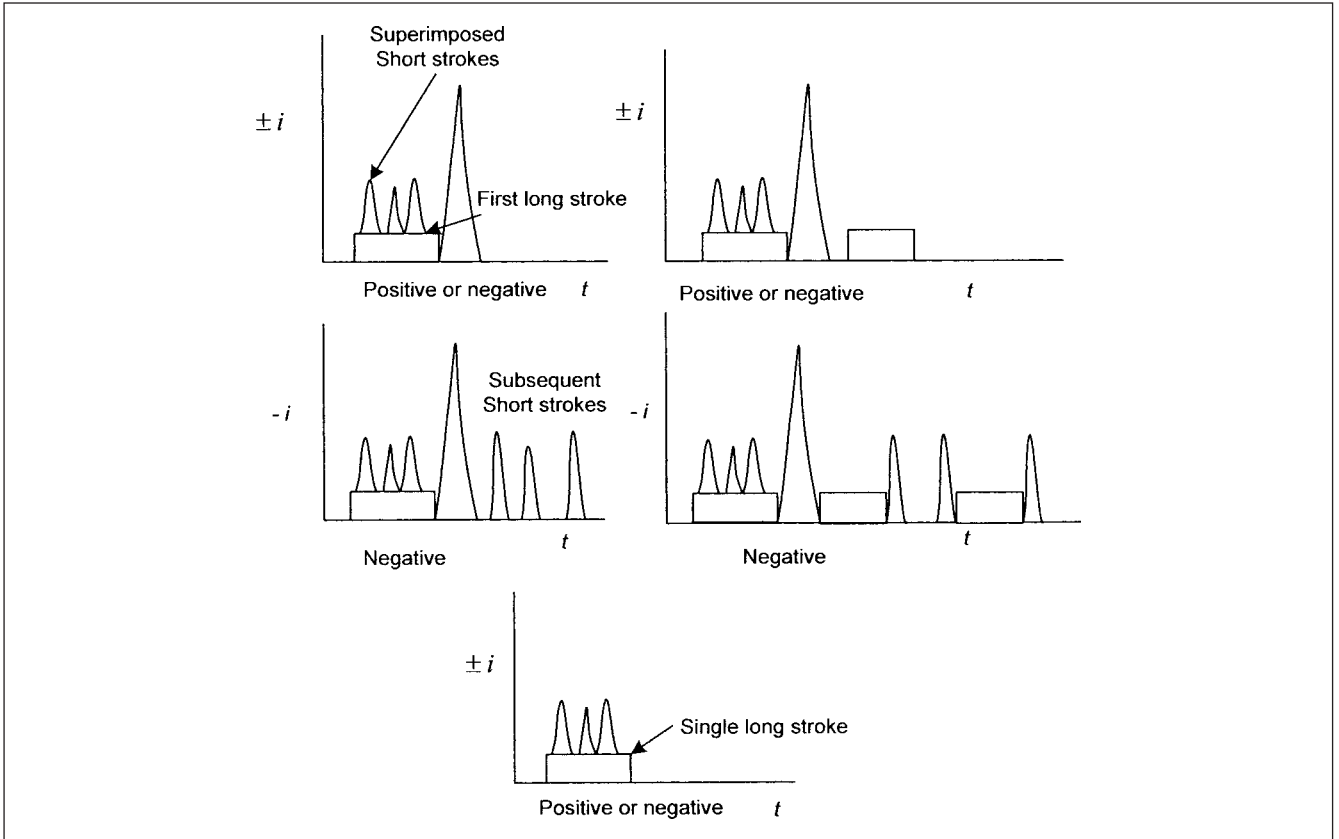 Superimposed
Short strokes
± i
First long stroke
Positive or negative t
± i
Positive or negative t
- i
Subsequent
Short strokes
Negative t
- i
Negative t
± i
Single long stroke
Positive or negative t